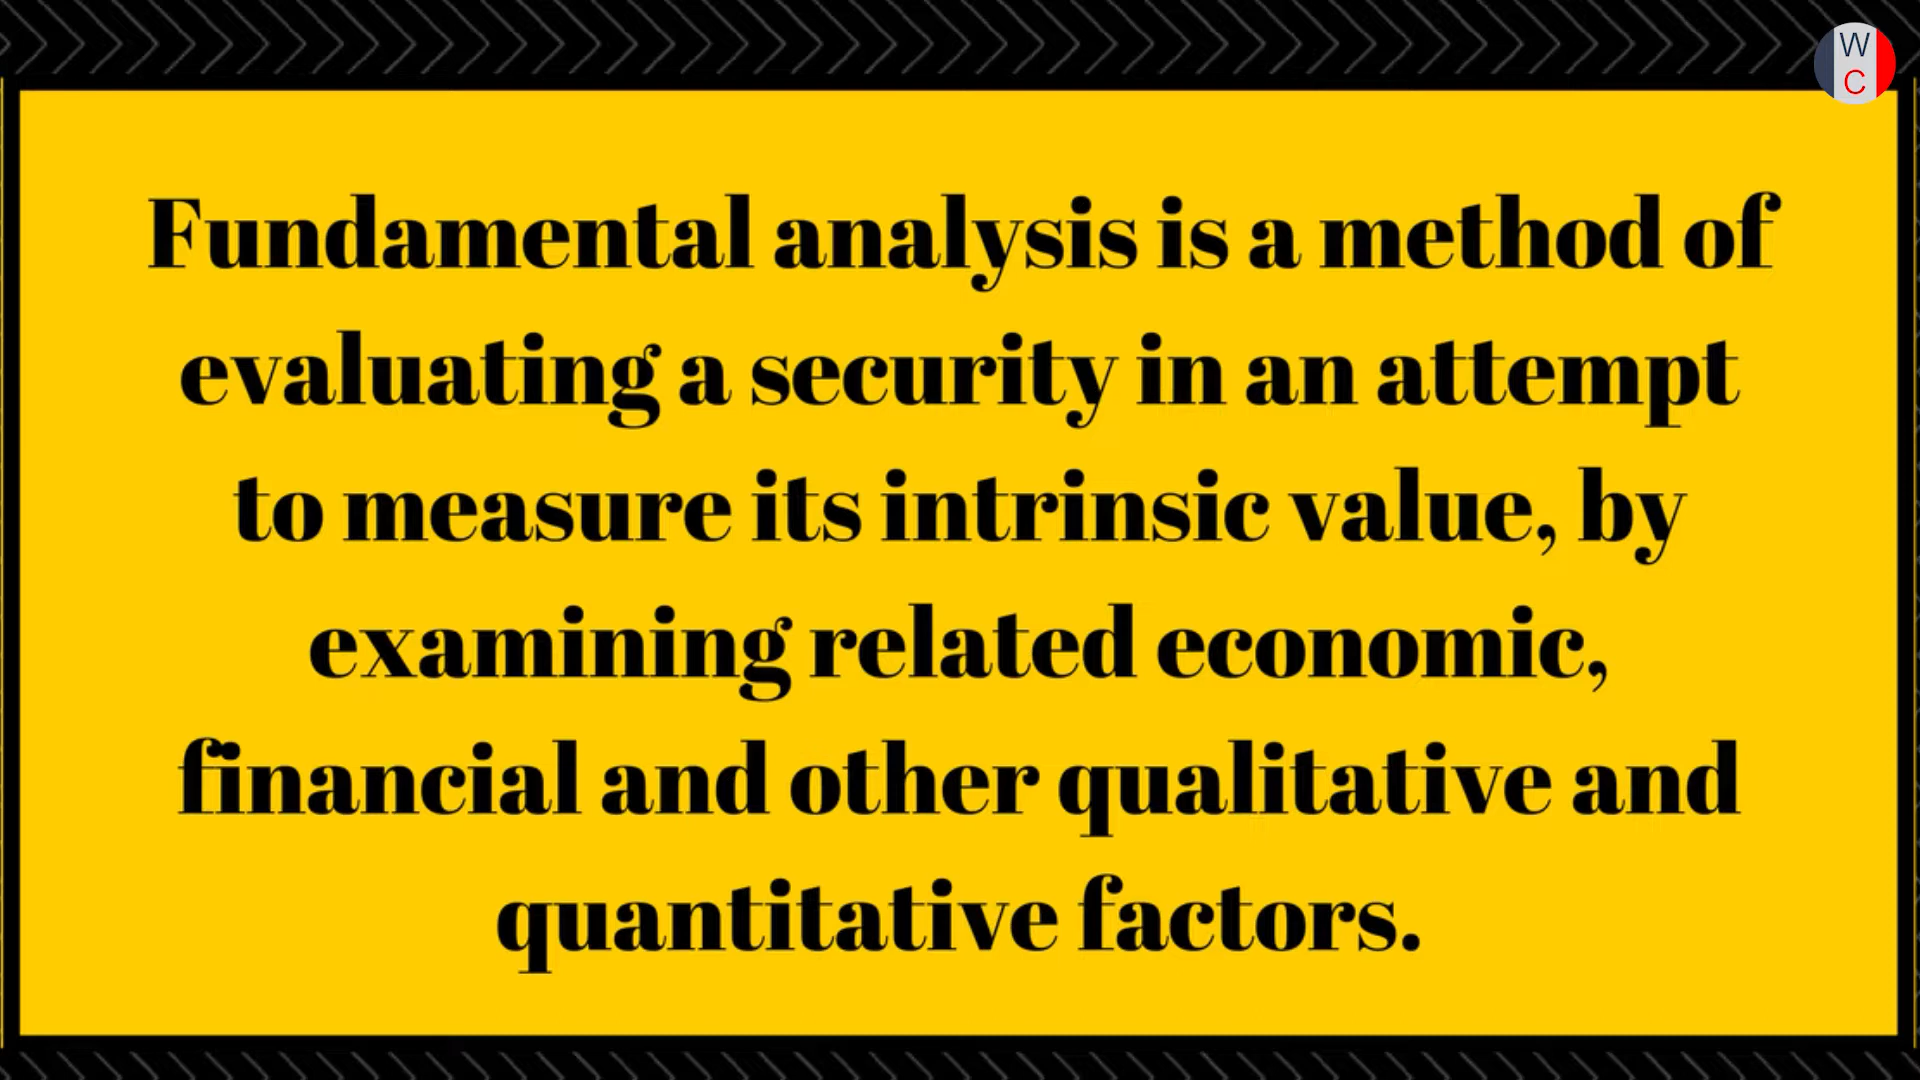 W
C
Fundamental analysis is a method of
evaluating a security in an attempt
to measure its intrinsic value, by
examining related economic,
financial and other qualitative and
quantitative factors.